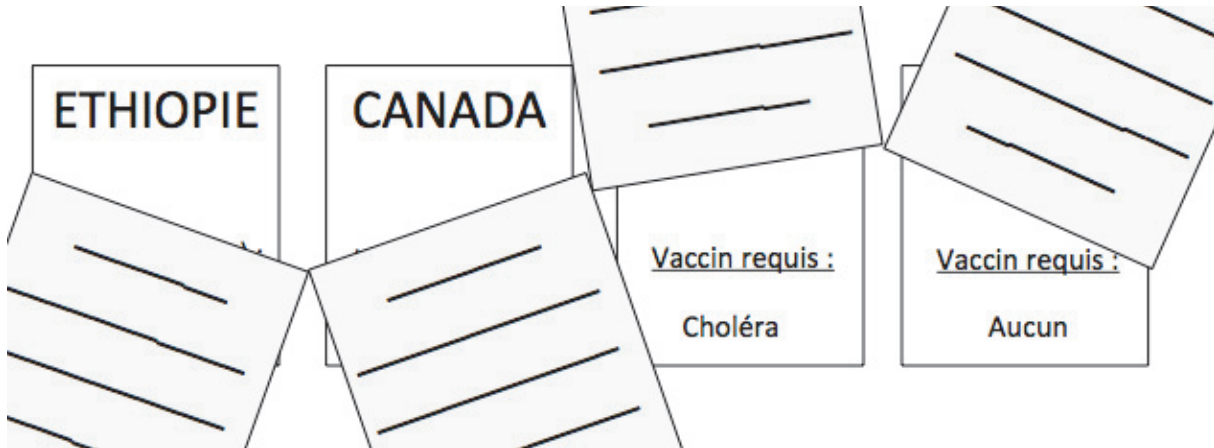 ETHIOPIE
CANADA
Vaccin requis :
Choléra
Vaccin requis :
Aucun